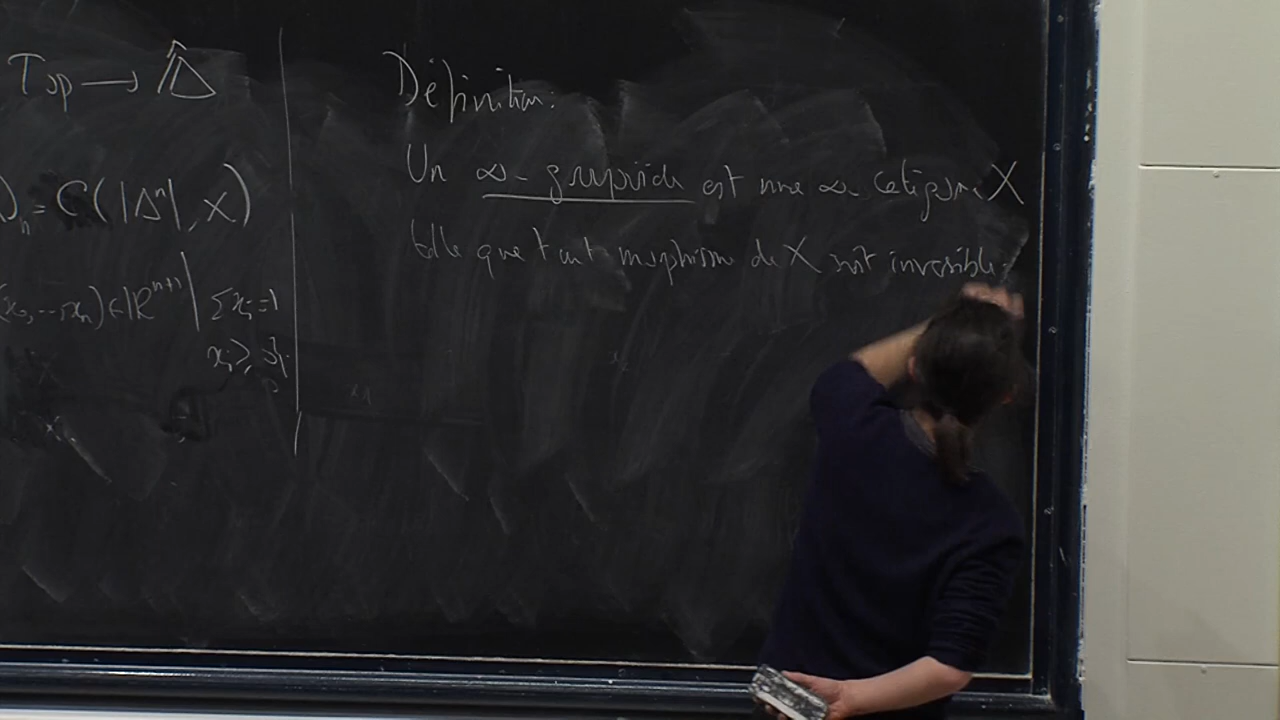 Top → Δ̂
)ₙ = C(|Δⁿ|, X)
(x₀, ..., xₙ) ∈ ℝⁿ⁺¹ | Σxᵢ = 1
xᵢ ≥
Définition:
Un ∞-groupoïde est une ∞-catégorie X
telle que tout morphisme de X soit inversible.